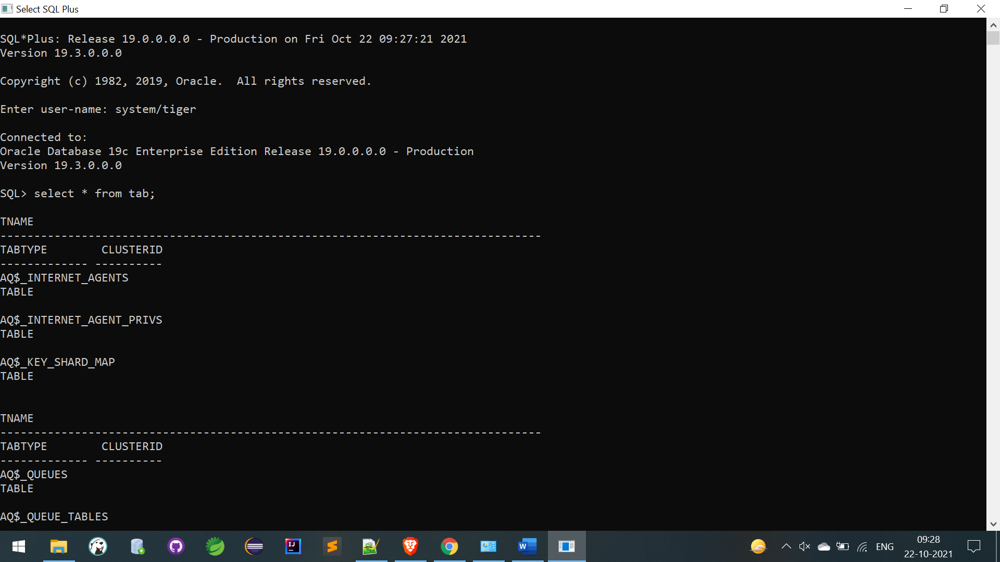 Select SQL Plus
SQL*Plus: Release 19.0.0.0.0 - Production on Fri Oct 22 09:27:21 2021
Version 19.3.0.0.0
Copyright (c) 1982, 2019, Oracle.  All rights reserved.
Enter user-name: system/tiger
Connected to:
Oracle Database 19c Enterprise Edition Release 19.0.0.0.0 - Production
Version 19.3.0.0.0
SQL> select * from tab;
TNAME
--------------------------------------------------------------------------------
TABTYPE        CLUSTERID
------------- ----------
AQ$_INTERNET_AGENTS
TABLE
AQ$_INTERNET_AGENT_PRIVS
TABLE
AQ$_KEY_SHARD_MAP
TABLE
TNAME
--------------------------------------------------------------------------------
TABTYPE        CLUSTERID
------------- ----------
AQ$_QUEUES
TABLE
AQ$_QUEUE_TABLES
IJ
W
ENG
09:28
22-10-2021